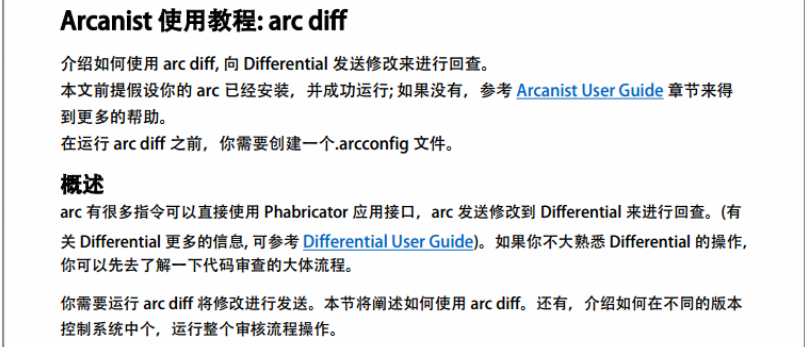 Arcanist 使用教程: arc diff
介绍如何使用 arc diff, 向 Differential 发送修改来进行回查。
本文前提假设你的 arc 已经安装，并成功运行; 如果没有，参考 Arcanist User Guide 章节来得
到更多的帮助。
在运行 arc diff 之前，你需要创建一个.arcconfig 文件。
概述
arc 有很多指令可以直接使用 Phabricator 应用接口，arc 发送修改到 Differential 来进行回查。(有
关 Differential 更多的信息, 可参考 Differential User Guide)。如果你不大熟悉 Differential 的操作,
你可以先去了解一下代码审查的大体流程。
你需要运行 arc diff 将修改进行发送。本节将阐述如何使用 arc diff。还有，介绍如何在不同的版本
控制系统中个，运行整个审核流程操作。